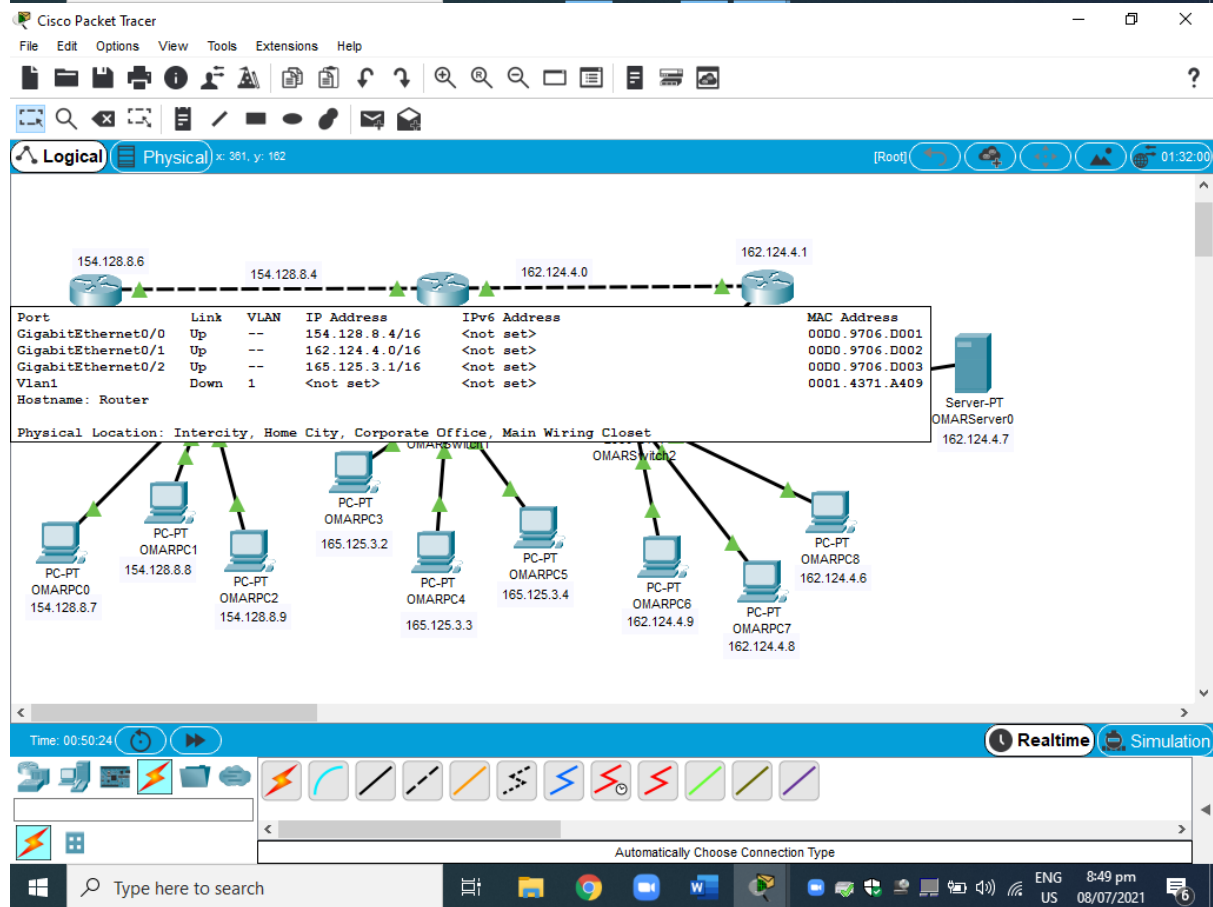 Cisco Packet Tracer
File Edit Options View Tools Extensions Help
?
Logical Physical x: 361, y: 162 [Root] 01:32:00
154.128.8.6
154.128.8.4
162.124.4.0
162.124.4.1
Port Link VLAN IP Address IPv6 Address MAC Address
GigabitEthernet0/0 Up -- 154.128.8.4/16 <not set> 00D0.9706.D001
GigabitEthernet0/1 Up -- 162.124.4.0/16 <not set> 00D0.9706.D002
GigabitEthernet0/2 Up -- 165.125.3.1/16 <not set> 00D0.9706.D003
Vlan1 Down 1 <not set> <not set> 0001.4371.A409
Hostname: Router
Physical Location: Intercity, Home City, Corporate Office, Main Wiring Closet
Server-PT
OMARServer0
162.124.4.7
OMARSwitch1
OMARSwitch2
PC-PT
OMARPC0
154.128.8.7
PC-PT
OMARPC1
154.128.8.8
PC-PT
OMARPC2
154.128.8.9
PC-PT
OMARPC3
165.125.3.2
PC-PT
OMARPC4
165.125.3.3
PC-PT
OMARPC5
165.125.3.4
PC-PT
OMARPC6
162.124.4.9
PC-PT
OMARPC7
162.124.4.8
PC-PT
OMARPC8
162.124.4.6
Time: 00:50:24 Realtime Simulation
Automatically Choose Connection Type
Type here to search
ENG 8:49 pm
US 08/07/2021
6